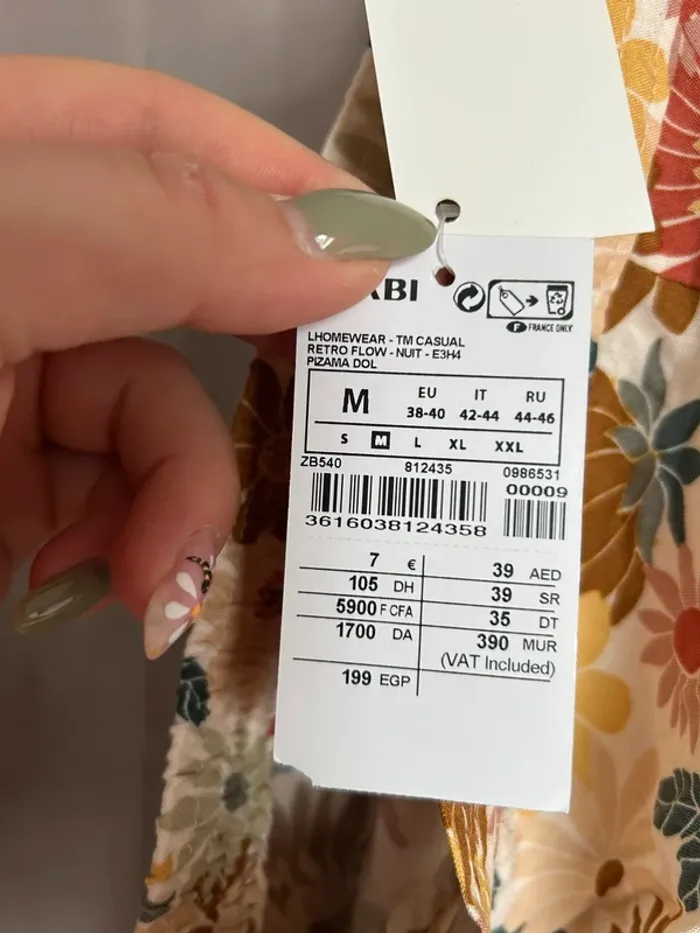 ABI
FRANCE ONLY
LHOMEWEAR - TM CASUAL
RETRO FLOW - NUIT - E3H4
PIZAMA DOL
M EU IT RU
38-40 42-44 44-46
S M L XL XXL
ZB540 812435 0986531
00009
3616038124358
7 € 39 AED
105 DH 39 SR
5900 F CFA 35 DT
1700 DA 390 MUR
(VAT Included)
199 EGP